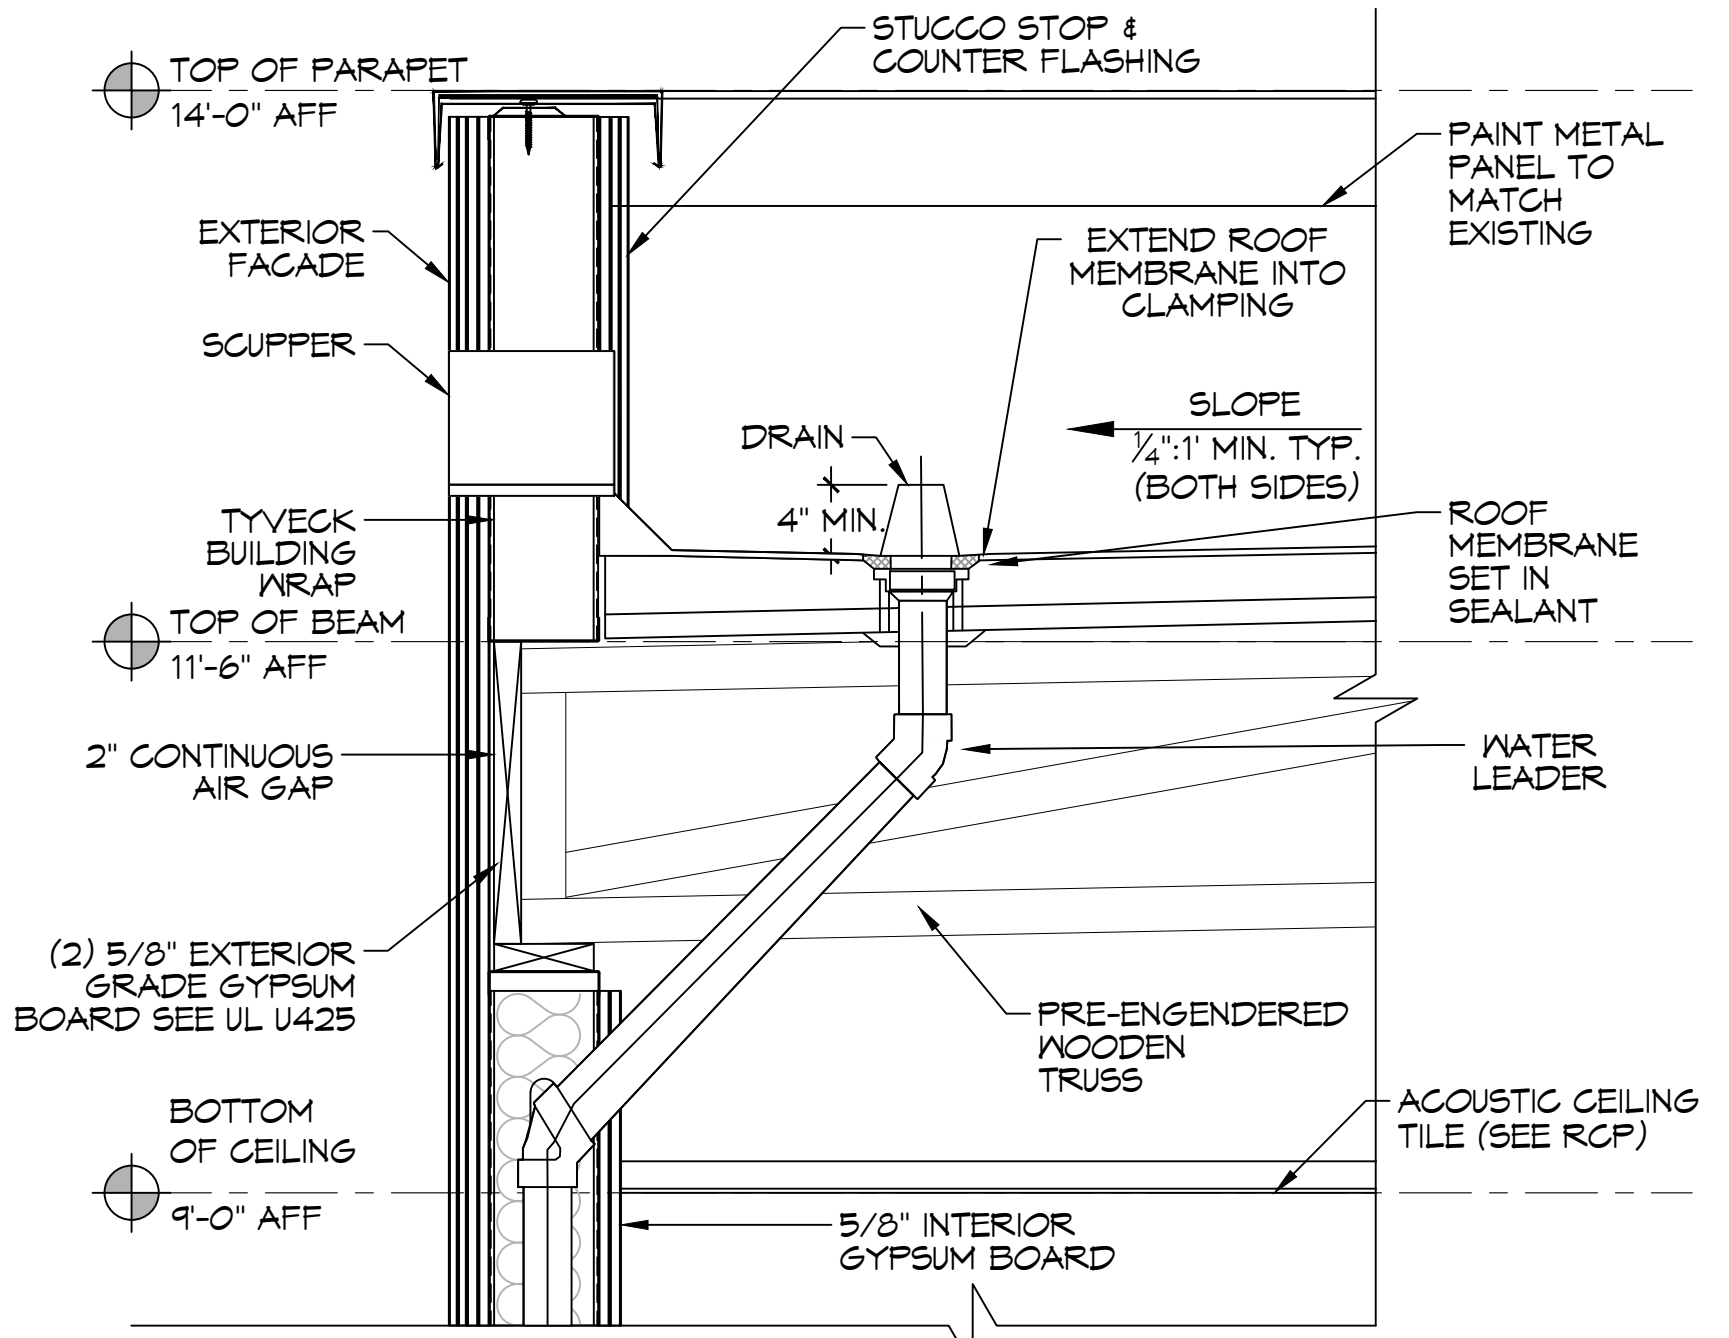 STUCCO STOP &
COUNTER FLASHING
TOP OF PARAPET
14'-0" AFF
PAINT METAL
PANEL TO
MATCH
EXISTING
EXTERIOR
FACADE
EXTEND ROOF
MEMBRANE INTO
CLAMPING
SCUPPER
SLOPE
1/4":1' MIN. TYP.
(BOTH SIDES)
DRAIN
4" MIN.
TYVECK
BUILDING
WRAP
ROOF
MEMBRANE
SET IN
SEALANT
TOP OF BEAM
11'-6" AFF
2" CONTINUOUS
AIR GAP
WATER
LEADER
(2) 5/8" EXTERIOR
GRADE GYPSUM
BOARD SEE UL U425
PRE-ENGENDERED
WOODEN
TRUSS
BOTTOM
OF CEILING
9'-0" AFF
ACOUSTIC CEILING
TILE (SEE RCP)
5/8" INTERIOR
GYPSUM BOARD